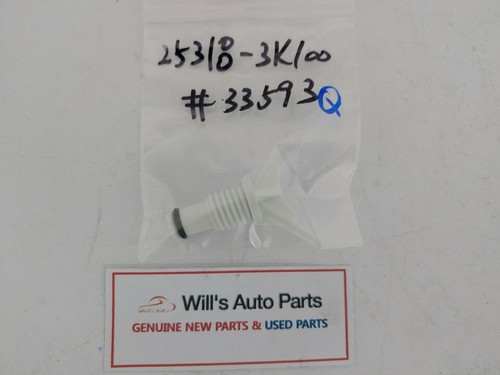 25318-3K100
#33593Q
Will's Auto Parts
GENUINE NEW PARTS & USED PARTS